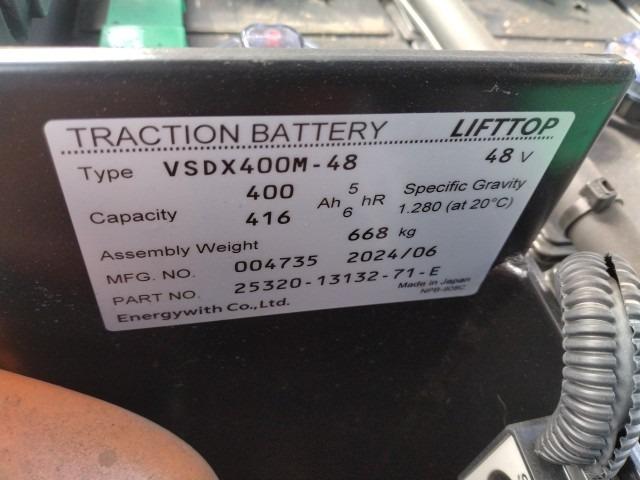 TRACTION BATTERY LIFTTOP
Type VSDX400M-48 48 V
Capacity 400 Ah 5 hR Specific Gravity
416 6 1.280 (at 20°C)
Assembly Weight 668 kg
MFG. NO. 004735 2024/06
PART NO. 25320-13132-71-E Made in Japan
Energywith Co.,Ltd.